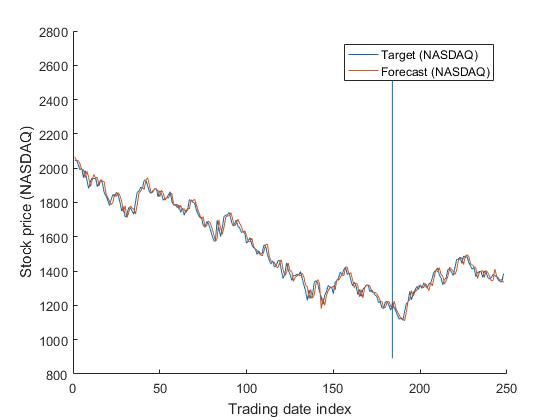 2800
2600
2400
2200
2000
1800
1600
1400
1200
1000
800
Stock price (NASDAQ)
Target (NASDAQ)
Forecast (NASDAQ)
0 50 100 150 200 250
Trading date index